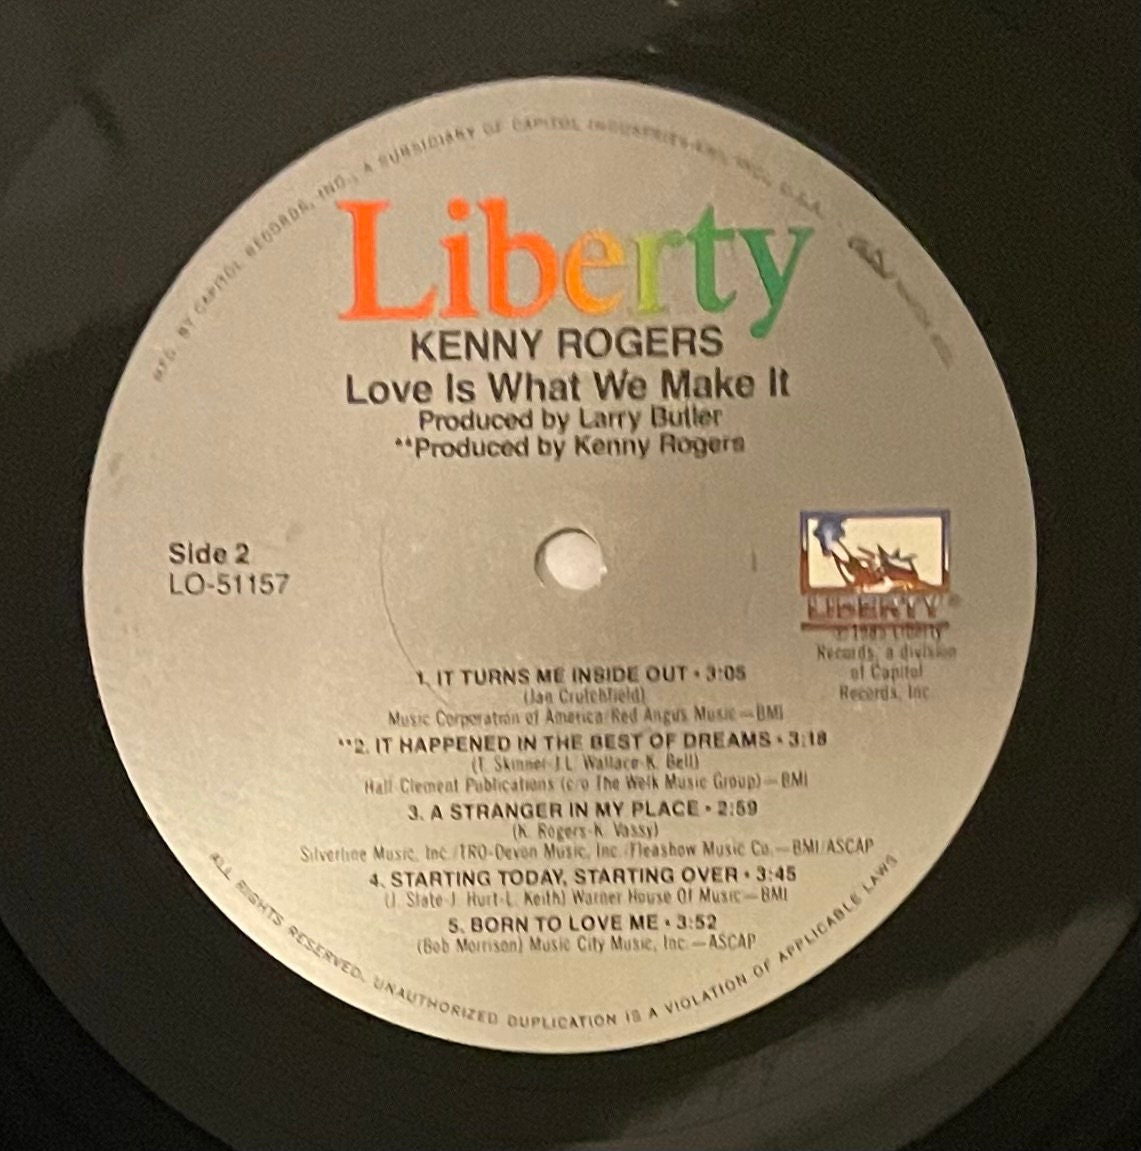 MFG. BY CAPITOL RECORDS, INC., A SUBSIDIARY OF CAPITOL INDUSTRIES-EMI, INC., U.S.A.
Liberty
KENNY ROGERS
Love Is What We Make It
Produced by Larry Butler
**Produced by Kenny Rogers
Side 2
LO-51157
LIBERTY
Liberty
Records, a division
of Capitol
Records, Inc.
1. IT TURNS ME INSIDE OUT • 3:05
(Jan Crutchfield)
Music Corporation of America/Red Angus Music—BMI
**2. IT HAPPENED IN THE BEST OF DREAMS • 3:18
(T. Skinner-J.L. Wallace-K. Bell)
Hall-Clement Publications (c/o The Welk Music Group)—BMI
3. A STRANGER IN MY PLACE • 2:59
(K. Rogers-K. Vassy)
Silverline Music, Inc./TRO-Devon Music, Inc./Fleashow Music Co.—BMI/ASCAP
4. STARTING TODAY, STARTING OVER • 3:45
(J. Slate-J. Hurt-L. Keith) Warner House Of Music—BMI
5. BORN TO LOVE ME • 3:52
(Bob Morrison) Music City Music, Inc.—ASCAP
ALL RIGHTS RESERVED. UNAUTHORIZED DUPLICATION IS A VIOLATION OF APPLICABLE LAWS